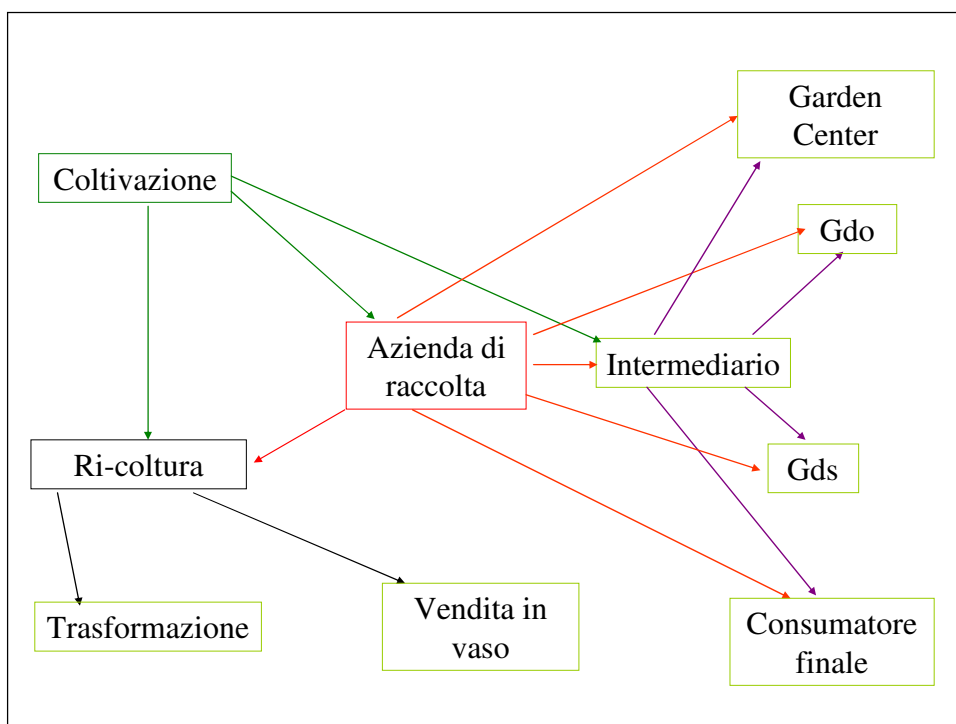 Garden
Center
Coltivazione
Gdo
Azienda di
raccolta
Intermediario
Ri-coltura
Gds
Trasformazione
Vendita in
vaso
Consumatore
finale